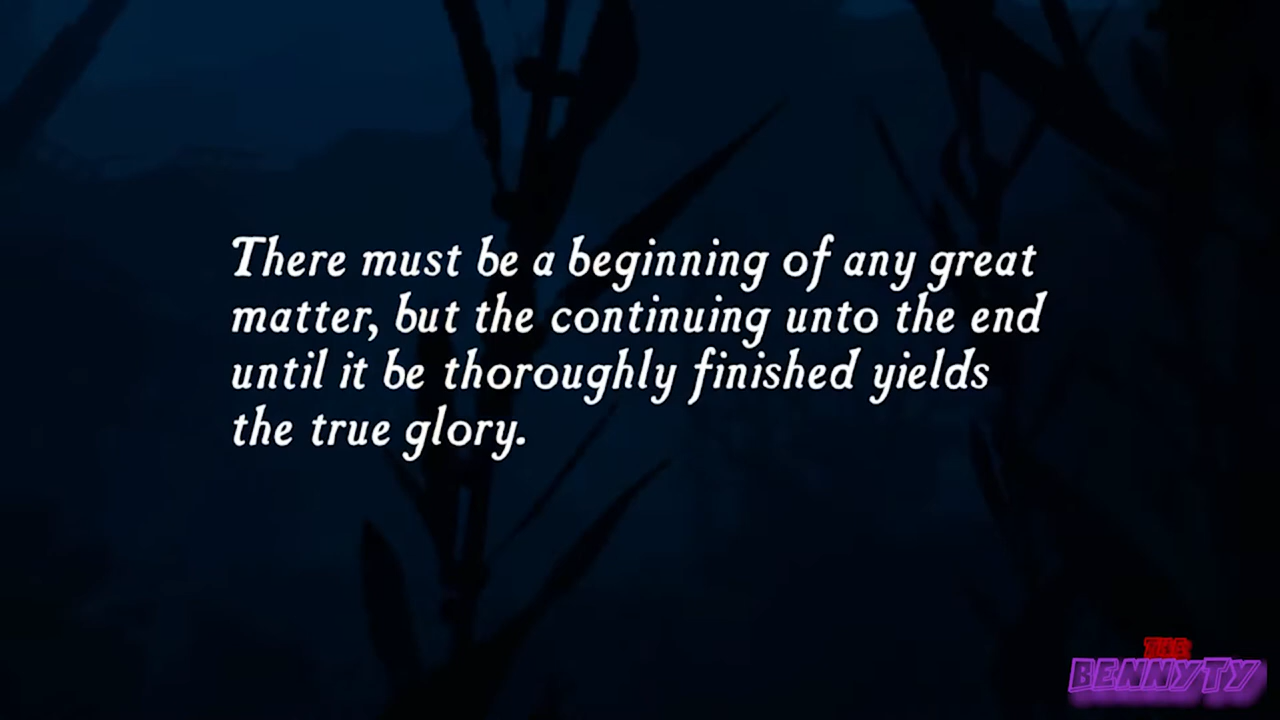 There must be a beginning of any great
matter, but the continuing unto the end
until it be thoroughly finished yields
the true glory.
THE
BENNYTY